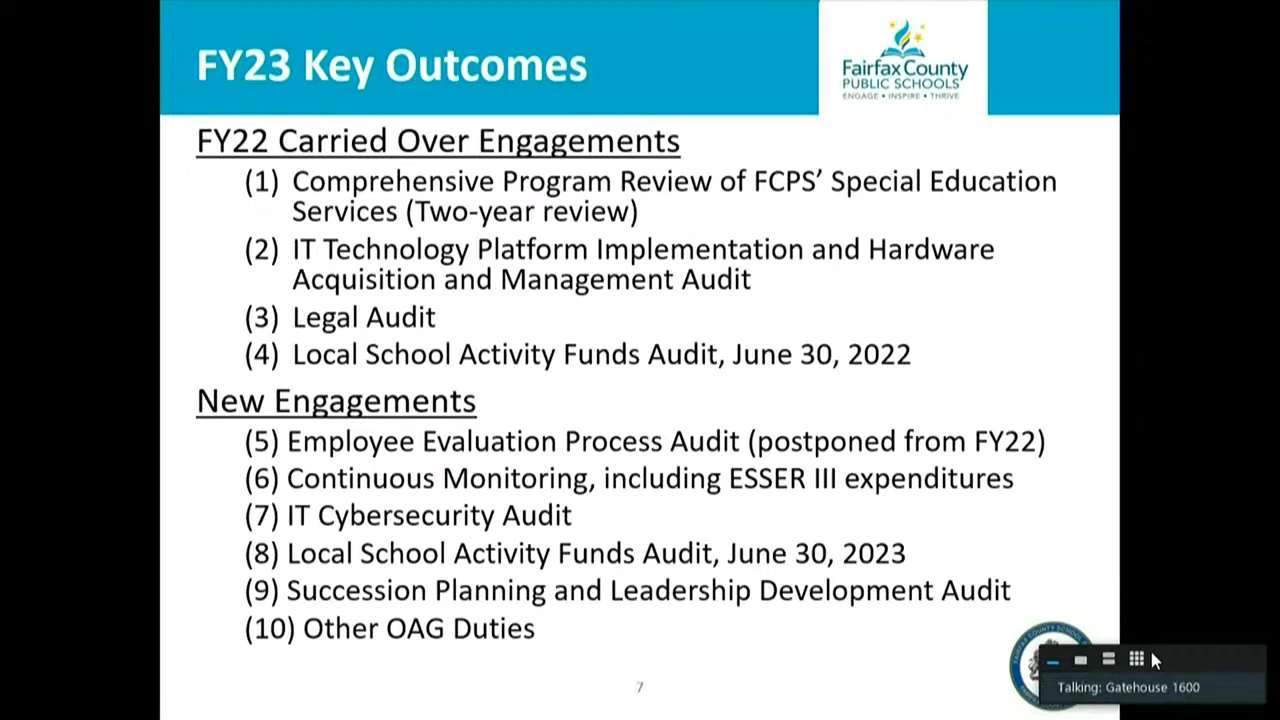 FY23 Key Outcomes
Fairfax County
PUBLIC SCHOOLS
ENGAGE • INSPIRE • THRIVE
FY22 Carried Over Engagements
(1) Comprehensive Program Review of FCPS’ Special Education
Services (Two-year review)
(2) IT Technology Platform Implementation and Hardware
Acquisition and Management Audit
(3) Legal Audit
(4) Local School Activity Funds Audit, June 30, 2022
New Engagements
(5) Employee Evaluation Process Audit (postponed from FY22)
(6) Continuous Monitoring, including ESSER III expenditures
(7) IT Cybersecurity Audit
(8) Local School Activity Funds Audit, June 30, 2023
(9) Succession Planning and Leadership Development Audit
(10) Other OAG Duties
FAIRFAX COUNTY SCHOOL
7
Talking: Gatehouse 1600